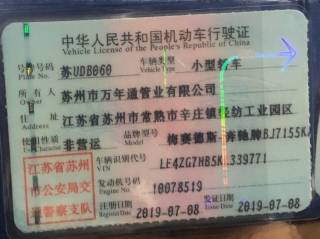 中华人民共和国机动车行驶证
Vehicle License of the People's Republic of China
号牌号码 苏UDB060 车辆类型 小型轿车
Plate No. Vehicle Type
所有人 苏州市万年通管业有限公司
Owner
住址 江苏省苏州市常熟市辛庄镇轻纺工业园区
Address
使用性质 非营运 梅赛德斯-奔驰牌BJ7155K
Use Character
江苏省苏州
市公安局交
通警察支队
车辆识别代号 LE4ZG7HB5KL339771
VIN
发动机号码 10078519
Engine No.
注册日期 2019-07-08 发证日期 2019-07-08
Register Date Issue Date